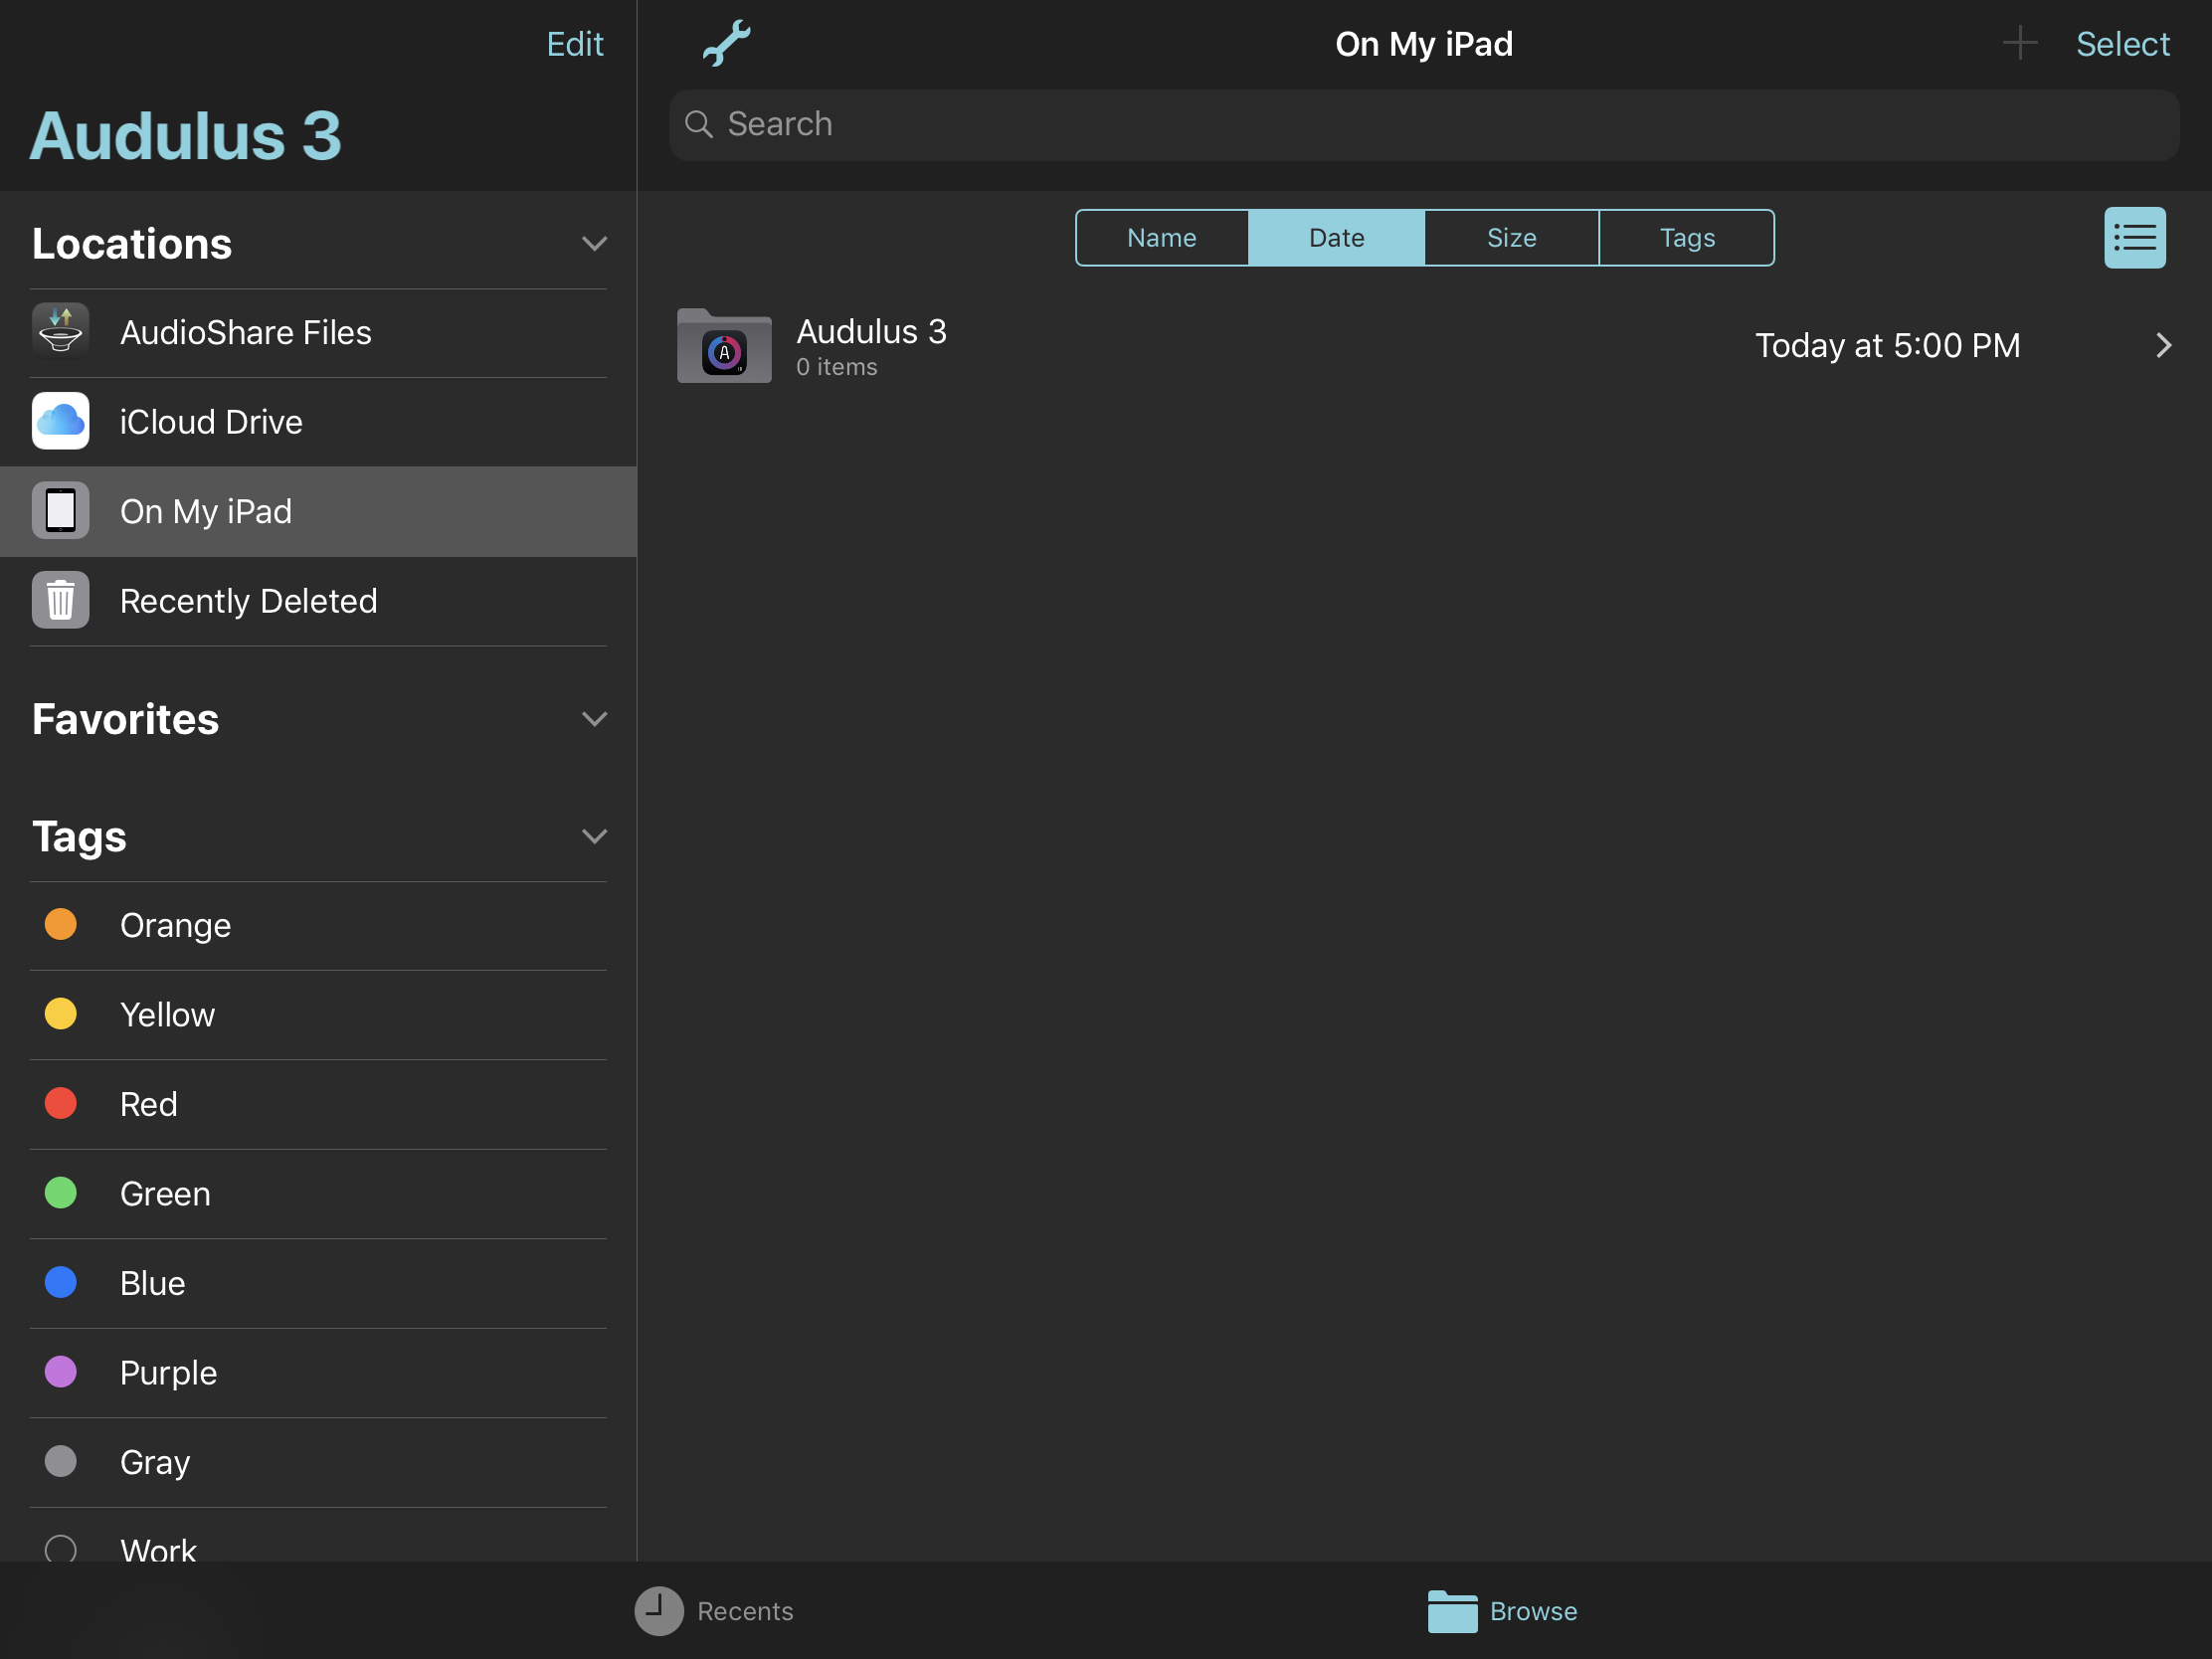 Edit
Audulus 3
Locations
AudioShare Files
iCloud Drive
On My iPad
Recently Deleted
Favorites
Tags
Orange
Yellow
Red
Green
Blue
Purple
Gray
Work
On My iPad
Select
Search
Name Date Size Tags
Audulus 3
0 items
Today at 5:00 PM
A
Recents
Browse